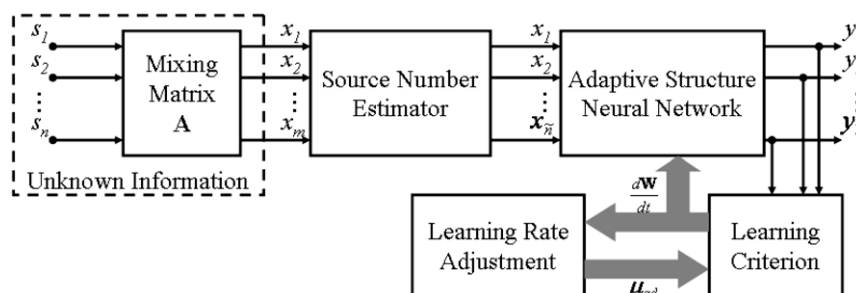 s1 x1 x1 y
s2 x2 x2 y
sn xm xñ y
Mixing
Matrix
A
Source Number
Estimator
Adaptive Structure
Neural Network
Unknown Information
dw
dt
Learning Rate
Adjustment
Learning
Criterion